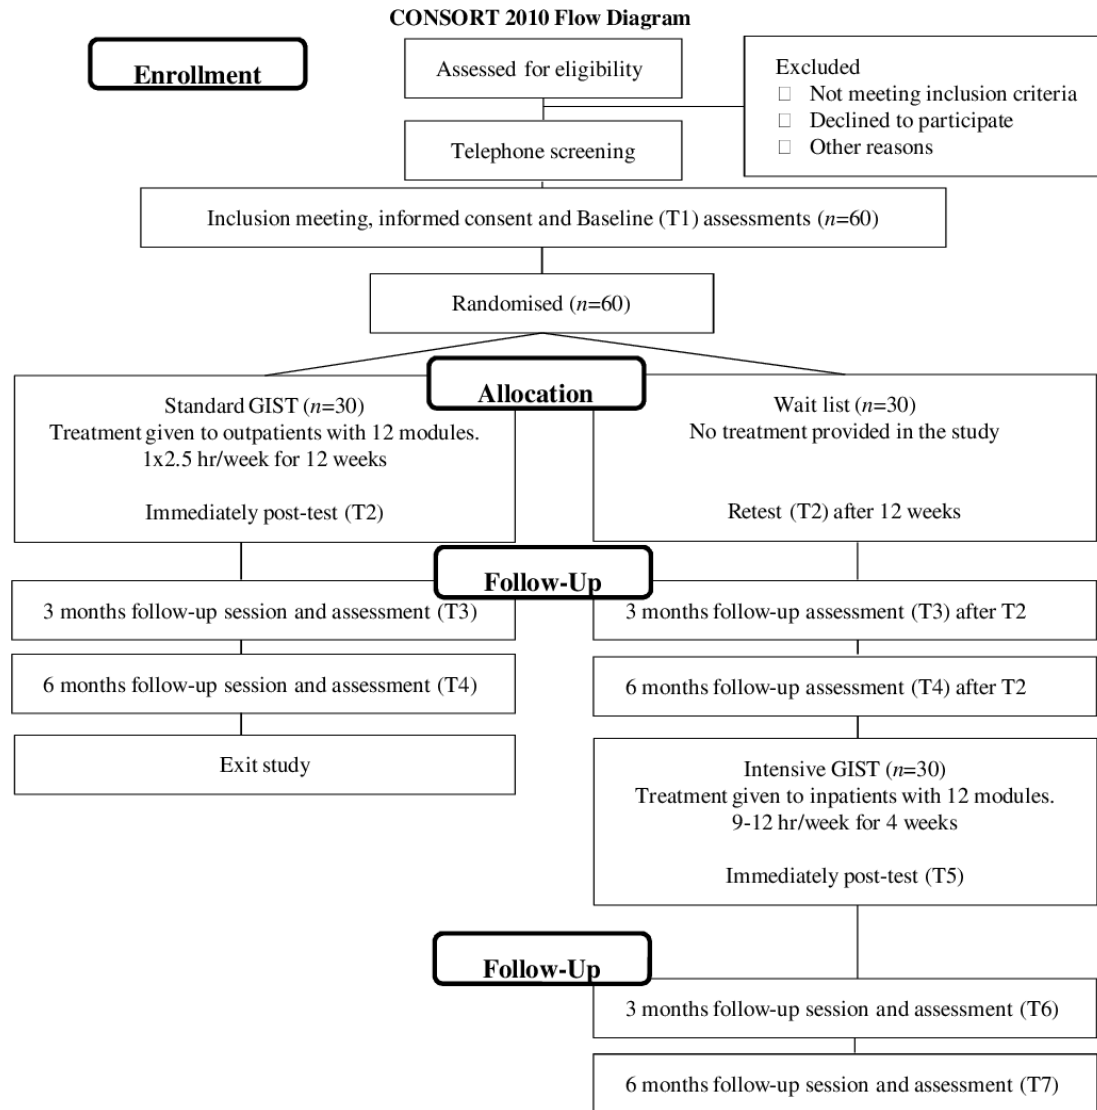 CONSORT 2010 Flow Diagram
Enrollment
Assessed for eligibility
Excluded
☐ Not meeting inclusion criteria
☐ Declined to participate
☐ Other reasons
Telephone screening
Inclusion meeting, informed consent and Baseline (T1) assessments (n=60)
Randomised (n=60)
Allocation
Standard GIST (n=30)
Treatment given to outpatients with 12 modules.
1x2.5 hr/week for 12 weeks
Immediately post-test (T2)
Wait list (n=30)
No treatment provided in the study
Retest (T2) after 12 weeks
Follow-Up
3 months follow-up session and assessment (T3)
3 months follow-up assessment (T3) after T2
6 months follow-up session and assessment (T4)
6 months follow-up assessment (T4) after T2
Exit study
Intensive GIST (n=30)
Treatment given to inpatients with 12 modules.
9-12 hr/week for 4 weeks
Immediately post-test (T5)
Follow-Up
3 months follow-up session and assessment (T6)
6 months follow-up session and assessment (T7)